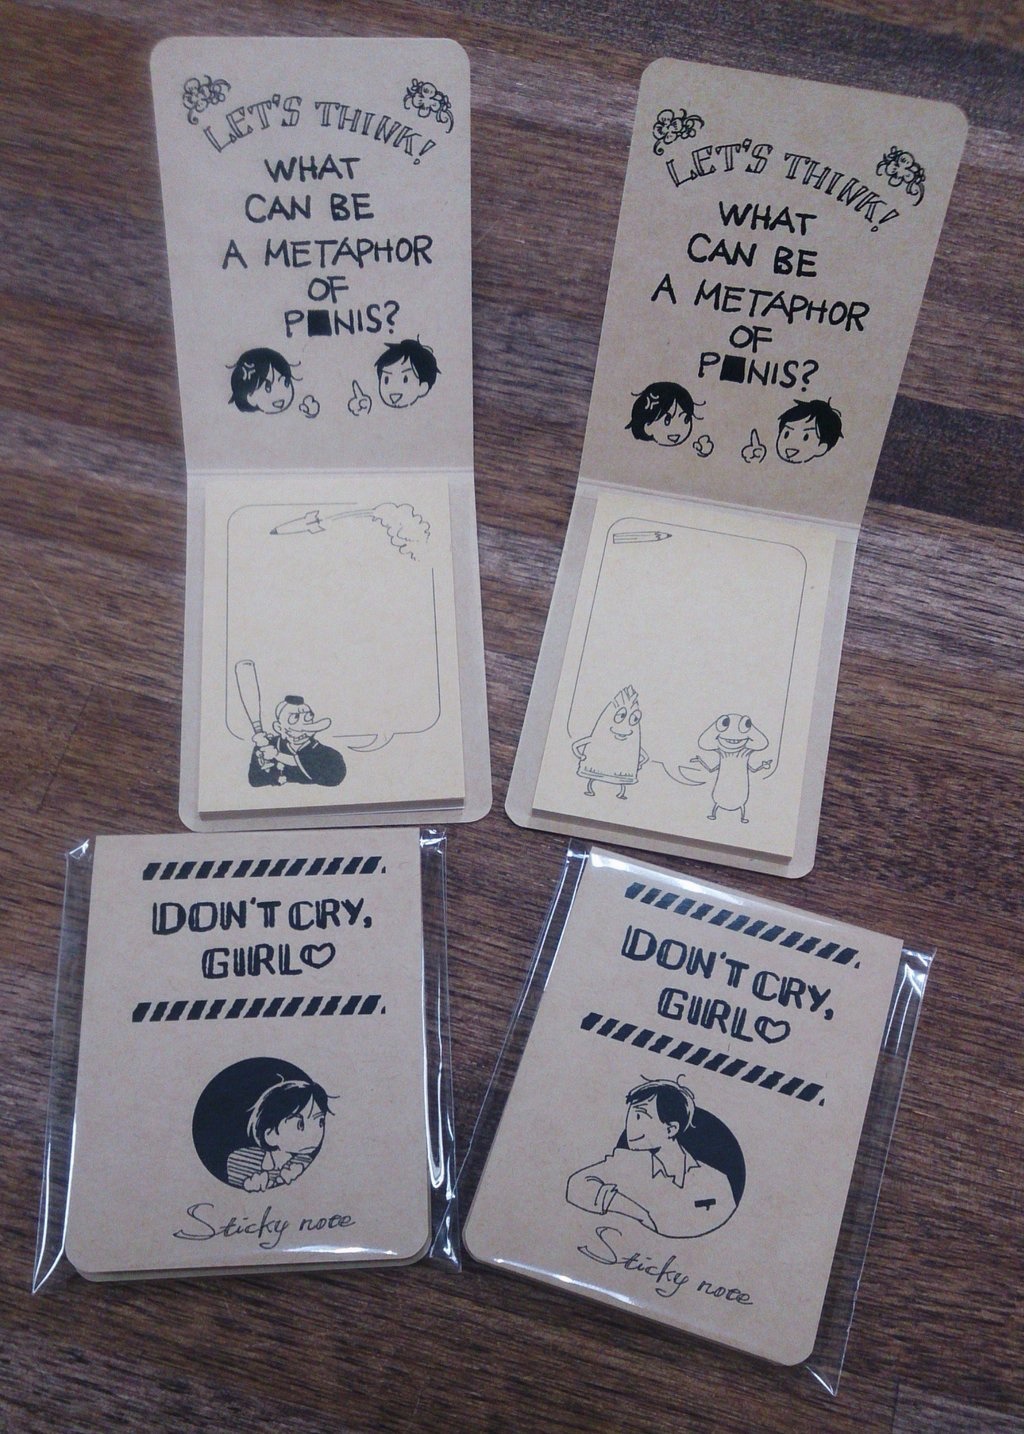 LET'S THINK!
WHAT
CAN BE
A METAPHOR
OF
P■NIS?
LET'S THINK!
WHAT
CAN BE
A METAPHOR
OF
P■NIS?
DON'T CRY,
GIRL♡
Sticky note
DON'T CRY,
GIRL♡
Sticky note